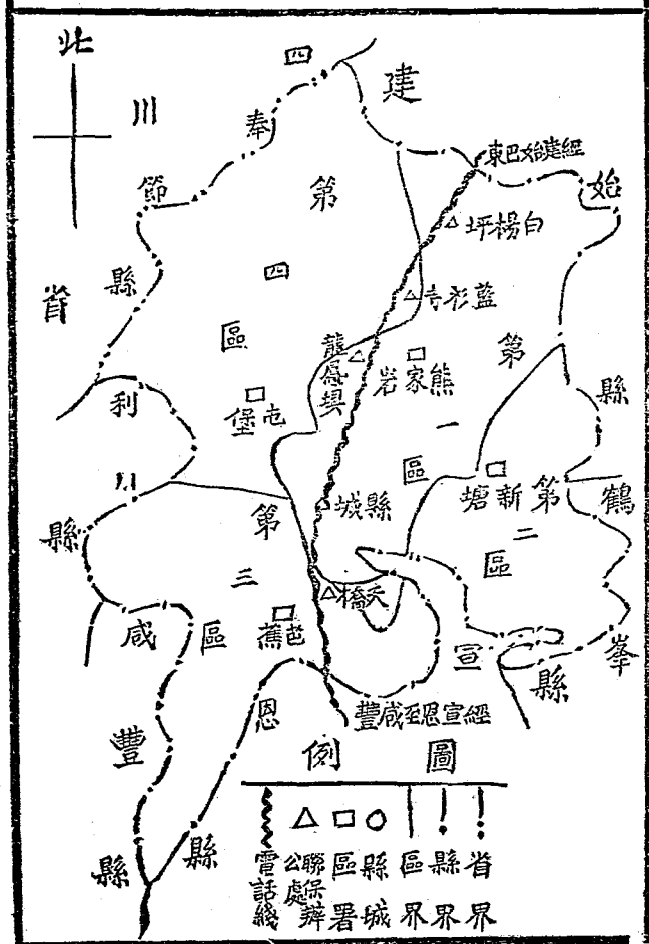 北
四
川
省
奉
節
縣
建
始
縣
經建始巴東
白楊坪
藍衫寺
龍鳳壩
熊家岩
第四區
四
屯堡
第一區
利川縣
縣城
第二區
新塘
鶴峯縣
第三區
芭蕉
天橋
宣恩縣
咸豐縣
經宣恩至咸豐
圖例
省界
縣界
區界
縣城
區署
聯保辦公處
電話綫